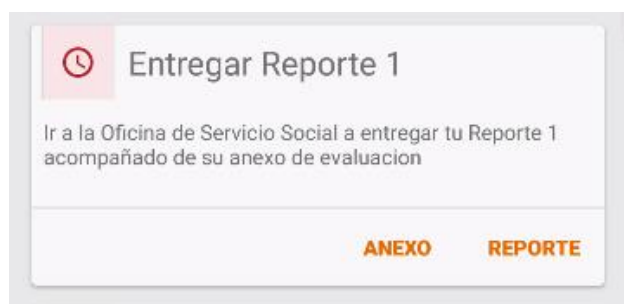 Entregar Reporte 1
Ir a la Oficina de Servicio Social a entregar tu Reporte 1
acompañado de su anexo de evaluacion
ANEXO REPORTE